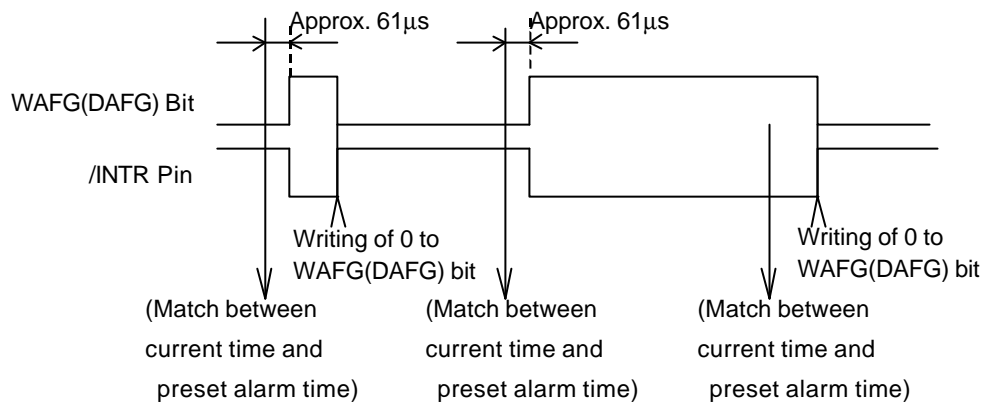 Approx. 61μs
Approx. 61μs
WAFG(DAFG) Bit
/INTR Pin
Writing of 0 to
WAFG(DAFG) bit
Writing of 0 to
WAFG(DAFG) bit
(Match between
current time and
preset alarm time)
(Match between
current time and
preset alarm time)
(Match between
current time and
preset alarm time)